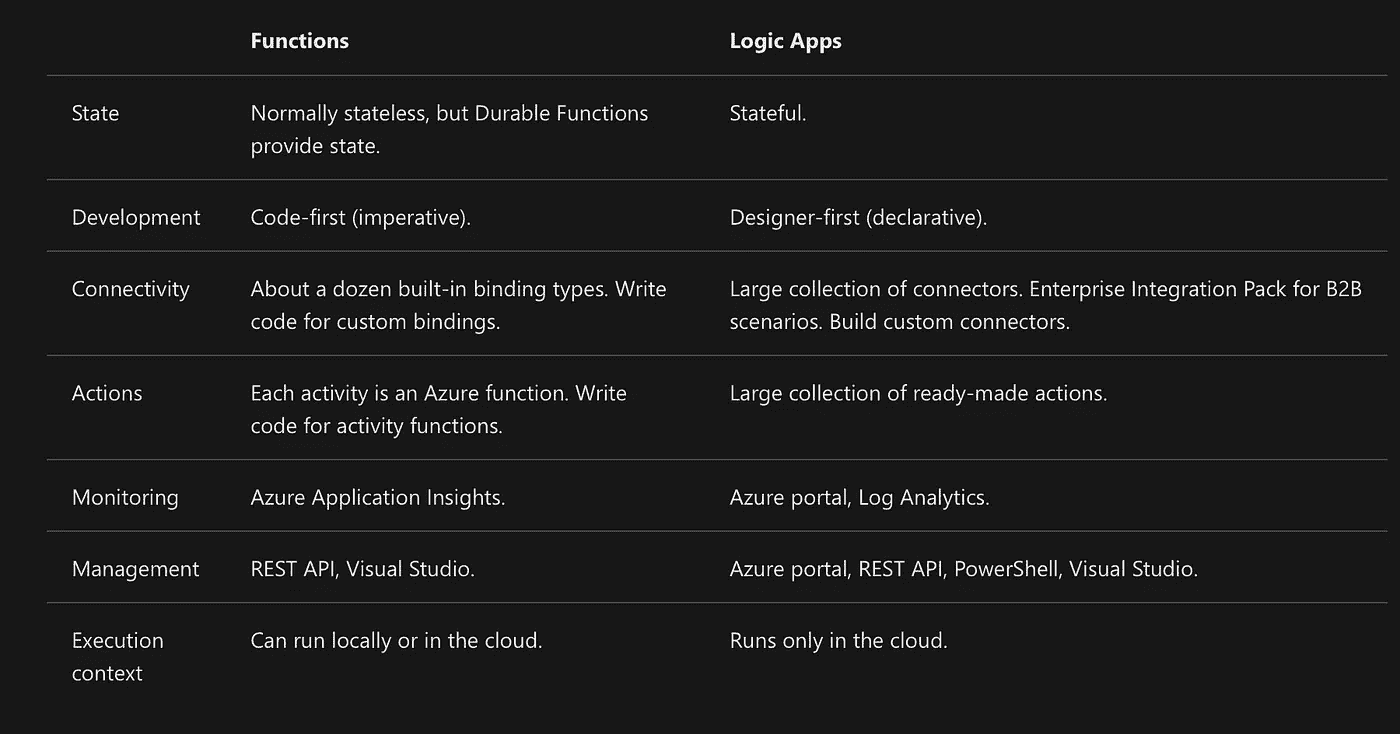 Functions Logic Apps
State Normally stateless, but Durable Functions Stateful.
provide state.
Development Code-first (imperative). Designer-first (declarative).
Connectivity About a dozen built-in binding types. Write Large collection of connectors. Enterprise Integration Pack for B2B
code for custom bindings. scenarios. Build custom connectors.
Actions Each activity is an Azure function. Write Large collection of ready-made actions.
code for activity functions.
Monitoring Azure Application Insights. Azure portal, Log Analytics.
Management REST API, Visual Studio. Azure portal, REST API, PowerShell, Visual Studio.
Execution Can run locally or in the cloud. Runs only in the cloud.
context